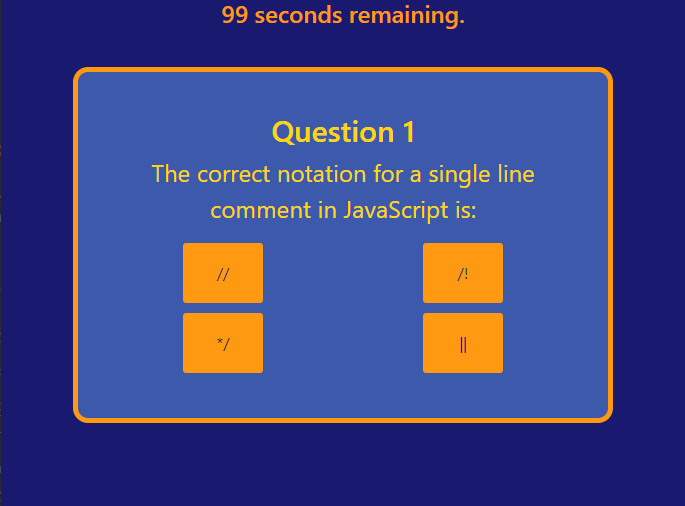 99 seconds remaining.
Question 1
The correct notation for a single line
comment in JavaScript is:
//
/!
*/
||